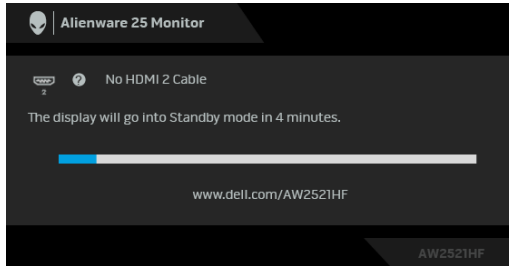 Alienware 25 Monitor
? No HDMI 2 Cable
2
The display will go into Standby mode in 4 minutes.
www.dell.com/AW2521HF
AW2521HF